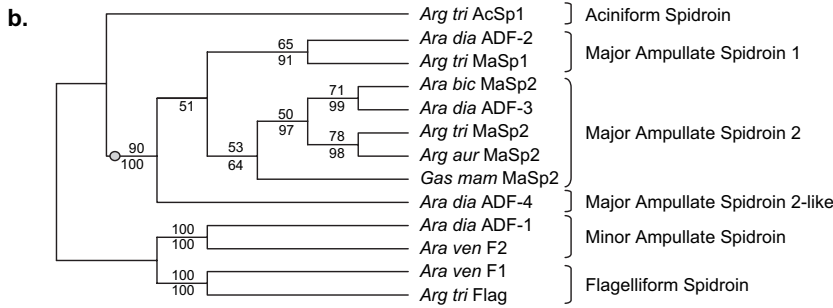 b.
Arg tri AcSp1
Aciniform Spidroin
Ara dia ADF-2
Arg tri MaSp1
65
91
Major Ampullate Spidroin 1
51
Ara bic MaSp2
Ara dia ADF-3
71
99
Arg tri MaSp2
Arg aur MaSp2
78
98
50
97
Gas mam MaSp2
53
64
Major Ampullate Spidroin 2
90
100
Ara dia ADF-4
Major Ampullate Spidroin 2-like
Ara dia ADF-1
Ara ven F2
100
100
Minor Ampullate Spidroin
Ara ven F1
Arg tri Flag
100
100
Flagelliform Spidroin